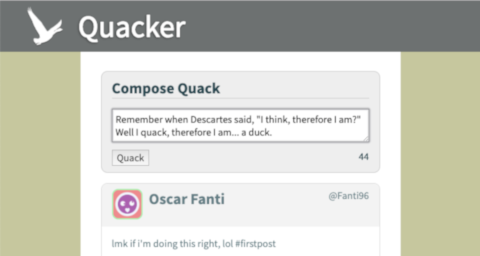 Quacker
Compose Quack
Remember when Descartes said, "I think, therefore I am?"
Well I quack, therefore I am... a duck.
Quack 44
Oscar Fanti @Fanti96
lmk if i'm doing this right, lol #firstpost